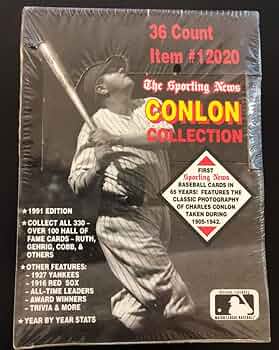 36 Count
Item #12020
The Sporting News
CONLON
COLLECTION
FIRST
Sporting News
BASEBALL CARDS IN
65 YEARS! FEATURES THE
CLASSIC PHOTOGRAPHY
OF CHARLES CONLON
TAKEN DURING
1905-1942.
★1991 EDITION
★COLLECT ALL 330 -
OVER 100 HALL OF
FAME CARDS - RUTH,
GEHRIG, COBB, &
OTHERS
★OTHER FEATURES:
- 1927 YANKEES
- 1916 RED SOX
- ALL-TIME LEADERS
- AWARD WINNERS
- TRIVIA & MORE
★YEAR BY YEAR STATS
MAJOR LEAGUE BASEBALL